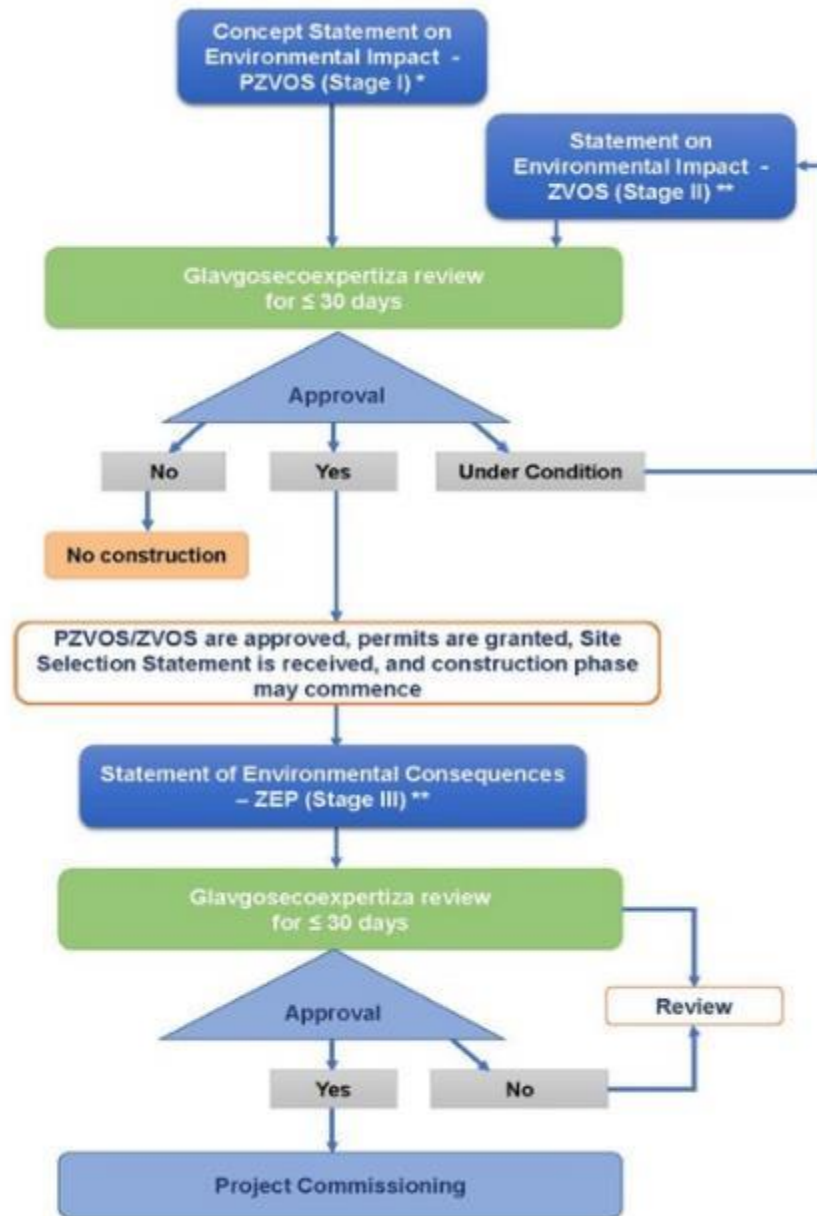 Concept Statement on
Environmental Impact -
PZVOS (Stage I) *
Statement on
Environmental Impact -
ZVOS (Stage II) **
Glavgosecoexpertiza review
for ≤ 30 days
Approval
No
Yes
Under Condition
No construction
PZVOS/ZVOS are approved, permits are granted, Site
Selection Statement is received, and construction phase
may commence
Statement of Environmental Consequences
– ZEP (Stage III) **
Glavgosecoexpertiza review
for ≤ 30 days
Approval
Review
Yes
No
Project Commissioning